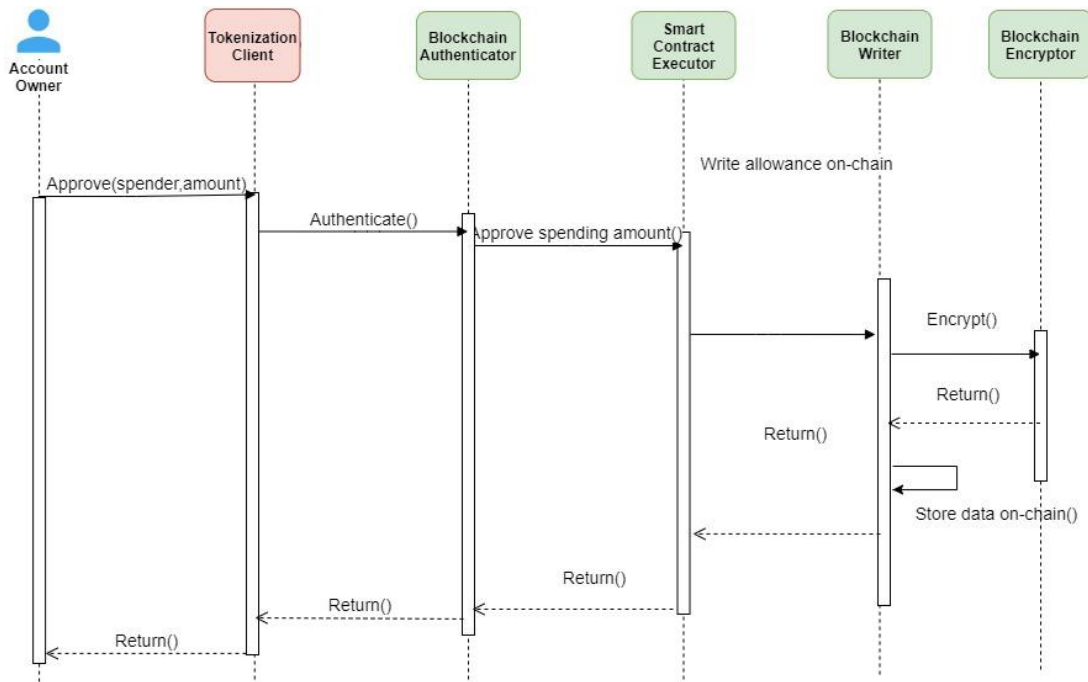 Account
Owner
Tokenization
Client
Blockchain
Authenticator
Smart
Contract
Executor
Blockchain
Writer
Blockchain
Encryptor
Write allowance on-chain
Approve(spender,amount)
Authenticate()
Approve spending amount()
Encrypt()
Return()
Return()
Store data on-chain()
Return()
Return()
Return()